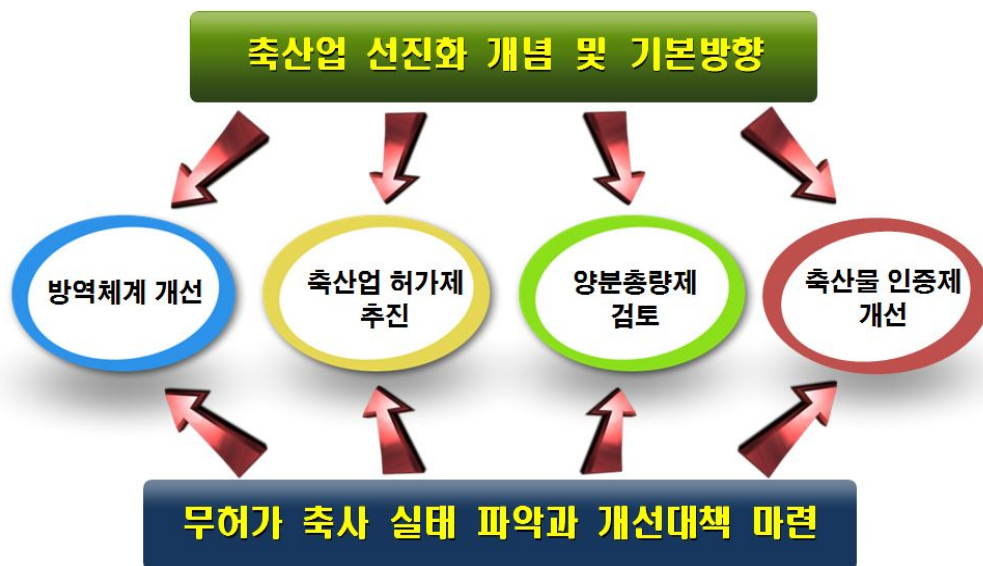 축산업 선진화 개념 및 기본방향
방역체계 개선
축산업 허가제
추진
양분총량제
검토
축산물 인증제
개선
무허가 축사 실태 파악과 개선대책 마련